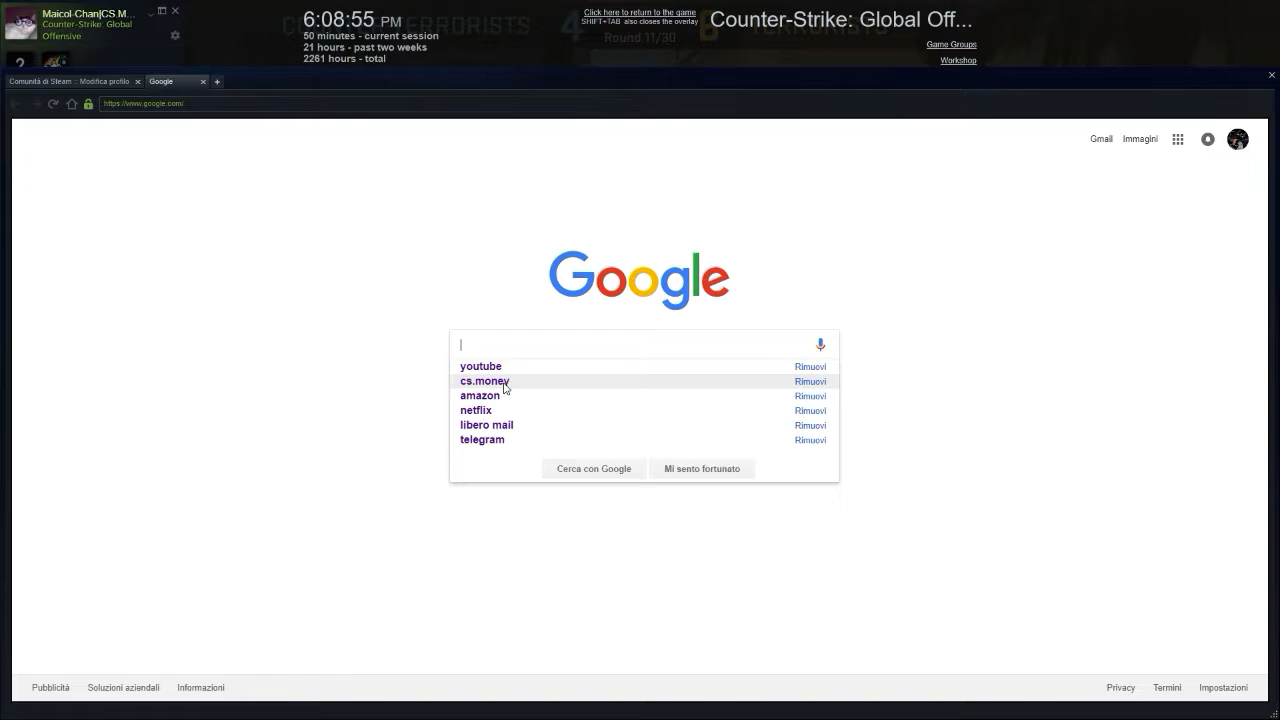 Maicol-Chan|CS.M...
Counter-Strike: Global
Offensive
?
6:08:55 PM
50 minutes - current session
21 hours - past two weeks
2261 hours - total
TERRORISTS
4
Round 11/30
Click here to return to the game
SHIFT+TAB also closes the overlay
Counter-Strike: Global Off...
Game Groups
Workshop
Comunità di Steam :: Modifica profilo
Google
https://www.google.com/
Gmail
Immagini
Google
youtube Rimuovi
cs.money Rimuovi
amazon Rimuovi
netflix Rimuovi
libero mail Rimuovi
telegram Rimuovi
Cerca con Google
Mi sento fortunato
Pubblicità
Soluzioni aziendali
Informazioni
Privacy
Termini
Impostazioni